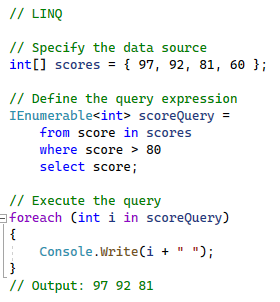 // LINQ
// Specify the data source
int[] scores = { 97, 92, 81, 60 };
// Define the query expression
IEnumerable<int> scoreQuery =
    from score in scores
    where score > 80
    select score;
// Execute the query
foreach (int i in scoreQuery)
{
    Console.Write(i + " ");
}
// Output: 97 92 81